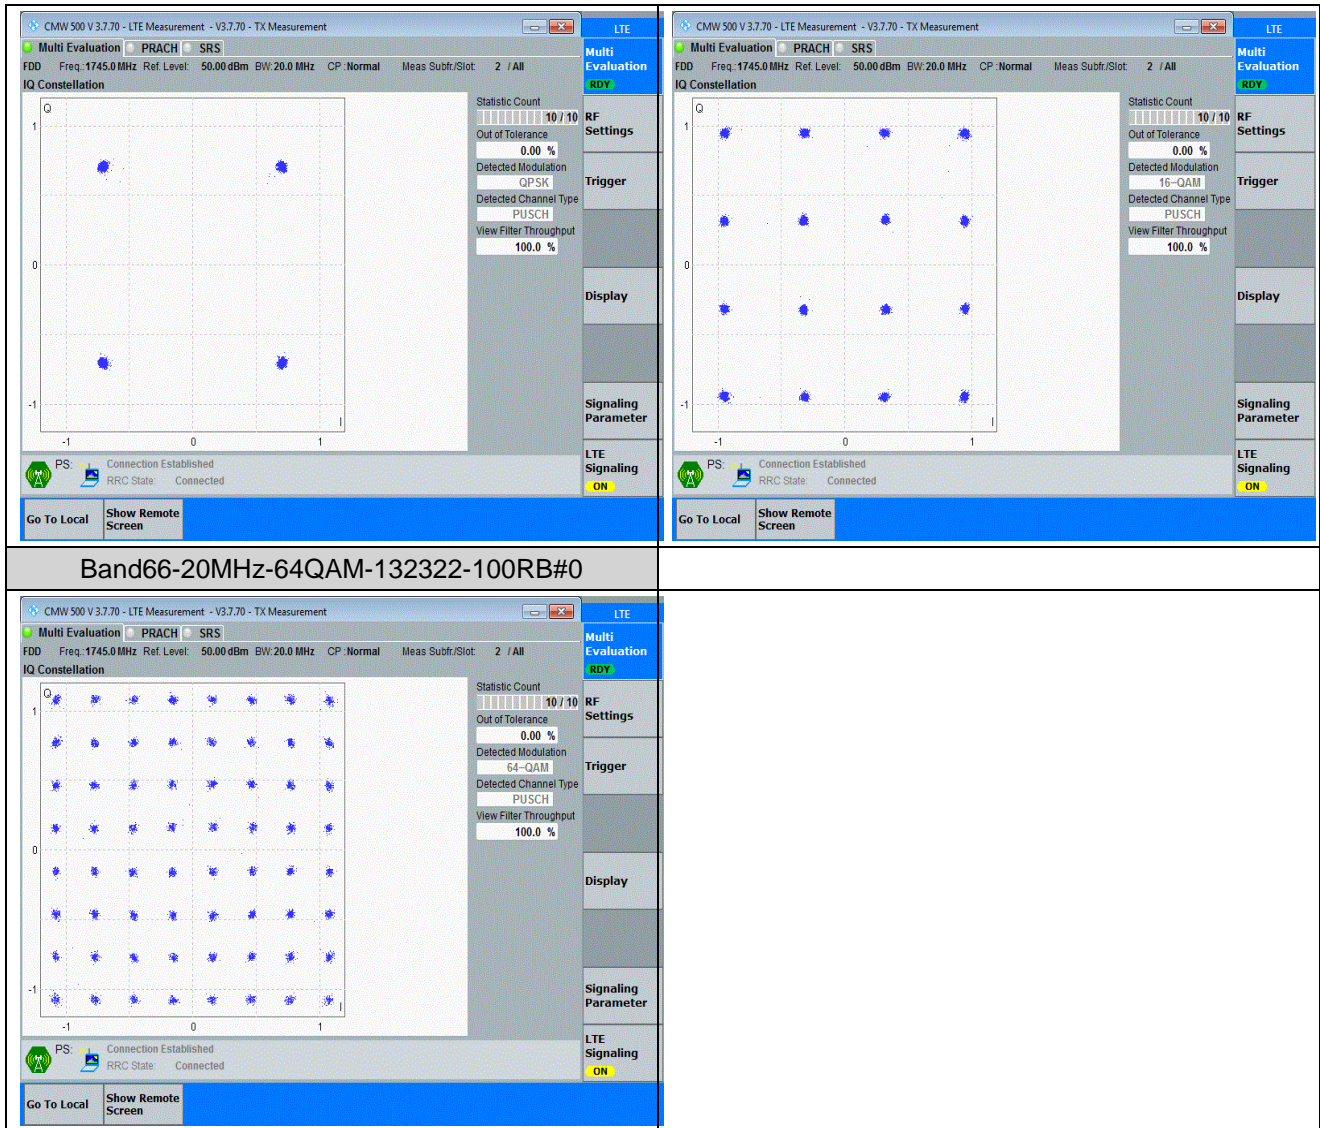 CMW 500 V 3.7.70 - LTE Measurement - V3.7.70 - TX Measurement
LTE
Multi Evaluation PRACH SRS
Multi Evaluation
RDY
FDD Freq.:1745.0 MHz Ref. Level: 50.00 dBm BW:20.0 MHz CP :Normal Meas Subfr./Slot: 2 / All
IQ Constellation
Q
1
0
-1
-1 0 1
I
Statistic Count
10 / 10
Out of Tolerance
0.00 %
Detected Modulation
QPSK
Detected Channel Type
PUSCH
View Filter Throughput
100.0 %
RF Settings
Trigger
Display
Signaling Parameter
LTE Signaling
ON
PS: Connection Established
RRC State: Connected
Go To Local
Show Remote Screen
CMW 500 V 3.7.70 - LTE Measurement - V3.7.70 - TX Measurement
LTE
Multi Evaluation PRACH SRS
Multi Evaluation
RDY
FDD Freq.:1745.0 MHz Ref. Level: 50.00 dBm BW:20.0 MHz CP :Normal Meas Subfr./Slot: 2 / All
IQ Constellation
Q
1
0
-1
-1 0 1
I
Statistic Count
10 / 10
Out of Tolerance
0.00 %
Detected Modulation
16-QAM
Detected Channel Type
PUSCH
View Filter Throughput
100.0 %
RF Settings
Trigger
Display
Signaling Parameter
LTE Signaling
ON
PS: Connection Established
RRC State: Connected
Go To Local
Show Remote Screen
Band66-20MHz-64QAM-132322-100RB#0
CMW 500 V 3.7.70 - LTE Measurement - V3.7.70 - TX Measurement
LTE
Multi Evaluation PRACH SRS
Multi Evaluation
RDY
FDD Freq.:1745.0 MHz Ref. Level: 50.00 dBm BW:20.0 MHz CP :Normal Meas Subfr./Slot: 2 / All
IQ Constellation
Q
1
0
-1
-1 0 1
I
Statistic Count
10 / 10
Out of Tolerance
0.00 %
Detected Modulation
64-QAM
Detected Channel Type
PUSCH
View Filter Throughput
100.0 %
RF Settings
Trigger
Display
Signaling Parameter
LTE Signaling
ON
PS: Connection Established
RRC State: Connected
Go To Local
Show Remote Screen